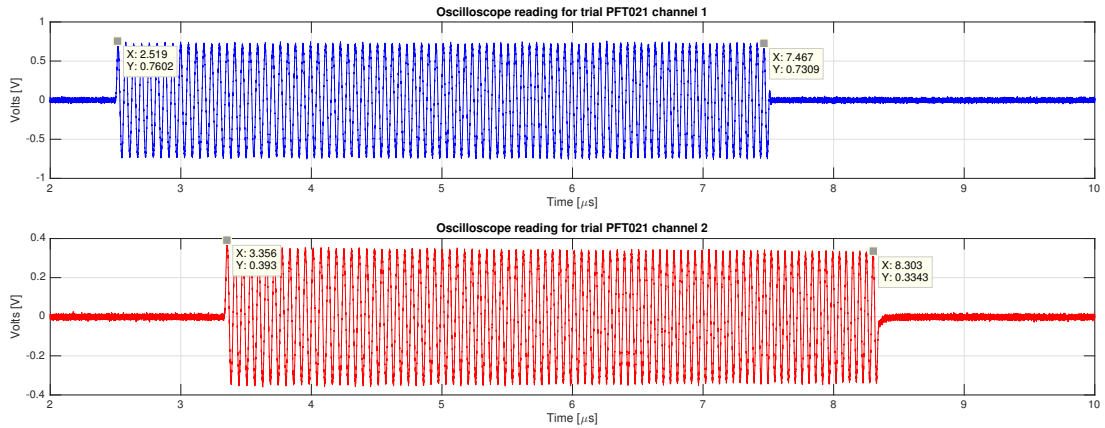 Oscilloscope reading for trial PFT021 channel 1
1
0.5
0
-0.5
-1
Volts [V]
X: 2.519
Y: 0.7602
X: 7.467
Y: 0.7309
2 3 4 5 6 7 8 9 10
Time [μs]
Oscilloscope reading for trial PFT021 channel 2
0.4
0.2
0
-0.2
-0.4
Volts [V]
X: 3.356
Y: 0.393
X: 8.303
Y: 0.3343
2 3 4 5 6 7 8 9 10
Time [μs]